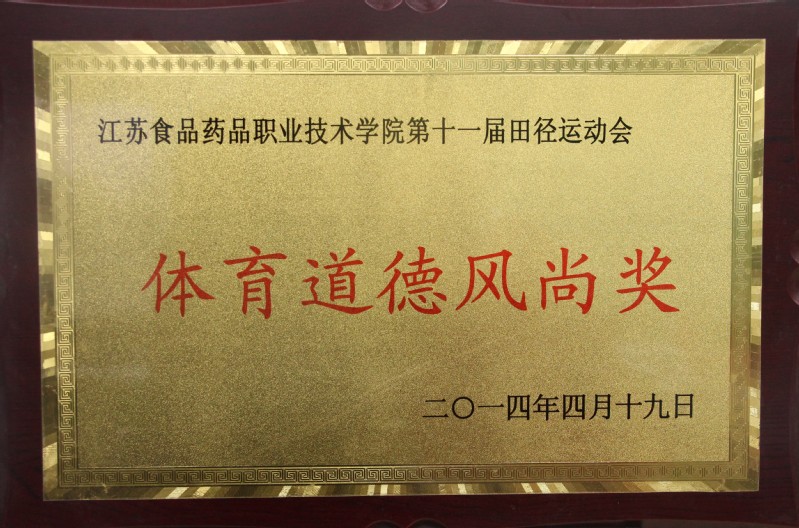 江苏食品药品职业技术学院第十一届田径运动会
体育道德风尚奖
二〇一四年四月十九日